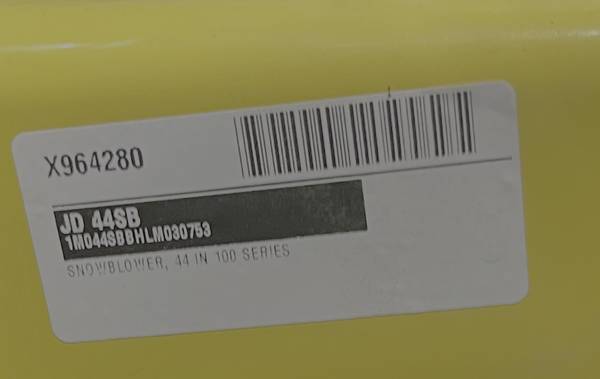 X964280
JD 44SB
1M044SBBHLM030753
SNOWBLOWER, 44 IN 100 SERIES